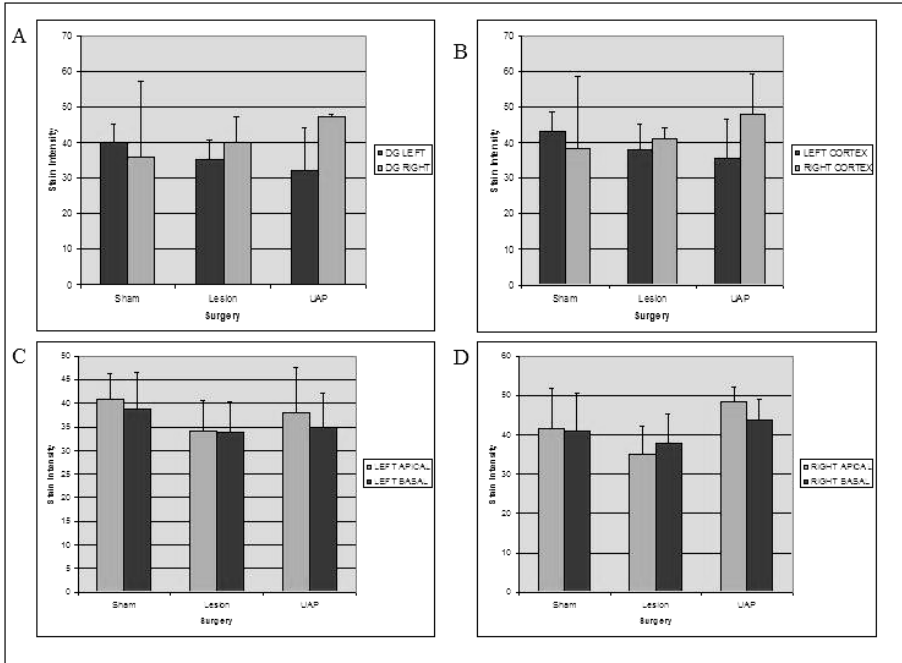 A
70
60
50
40
30
20
10
0
Stain Intensity
Sham
Lesion
UAP
Surgery
DG LEFT
DG RIGHT
B
70
60
50
40
30
20
10
0
Stain Intensity
Sham
Lesion
UAP
Surgery
LEFT CORTEX
RIGHT CORTEX
C
50
45
40
35
30
25
20
15
10
5
0
Stain Intensity
Sham
Lesion
UAP
Surgery
LEFT APICAL
LEFT BASAL
D
60
50
40
30
20
10
0
Stain Intensity
Sham
Lesion
UAP
Surgery
RIGHT APICAL
RIGHT BASAL